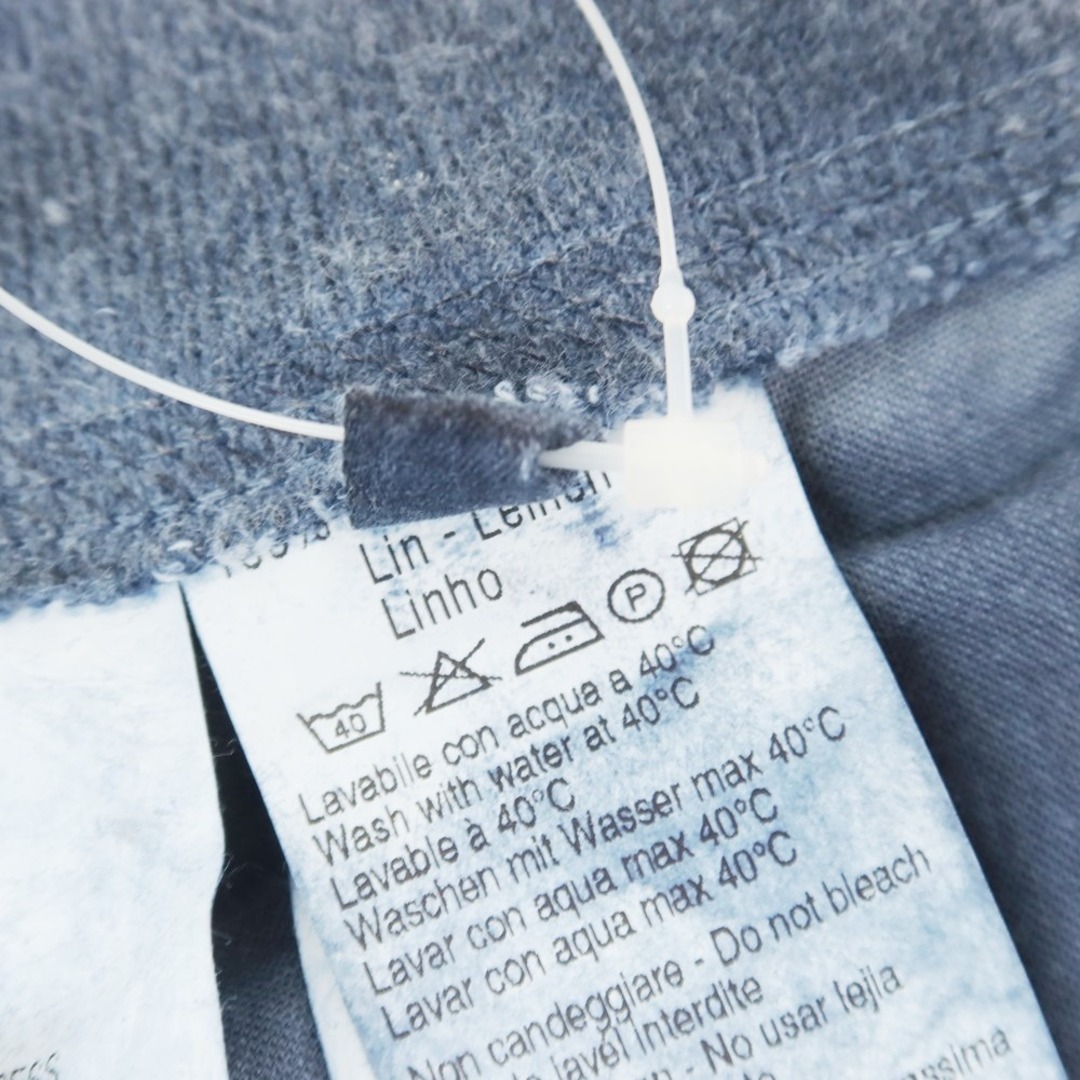 Lin - Leinen
Linho
40
P
Lavabile con acqua a 40°C
Wash with water at 40°C
Lavable à 40°C
Waschen mit Wasser max 40°C
Lavar con aqua max 40°C
Lavar con aqua max 40°C
Non candeggiare - Do not bleach
javel interdite
- No usar lejia